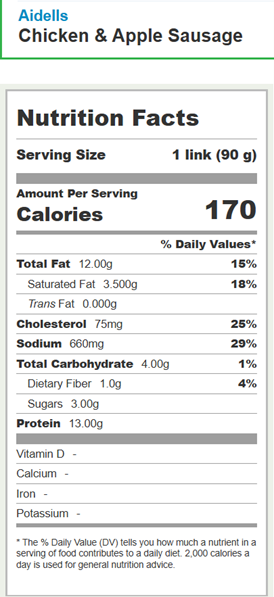 Aidells
Chicken & Apple Sausage
Nutrition Facts
Serving Size 1 link (90 g)
Amount Per Serving
Calories 170
% Daily Values*
Total Fat 12.00g 15%
Saturated Fat 3.500g 18%
Trans Fat 0.000g
Cholesterol 75mg 25%
Sodium 660mg 29%
Total Carbohydrate 4.00g 1%
Dietary Fiber 1.0g 4%
Sugars 3.00g
Protein 13.00g
Vitamin D -
Calcium -
Iron -
Potassium -
* The % Daily Value (DV) tells you how much a nutrient in a
serving of food contributes to a daily diet. 2,000 calories a
day is used for general nutrition advice.